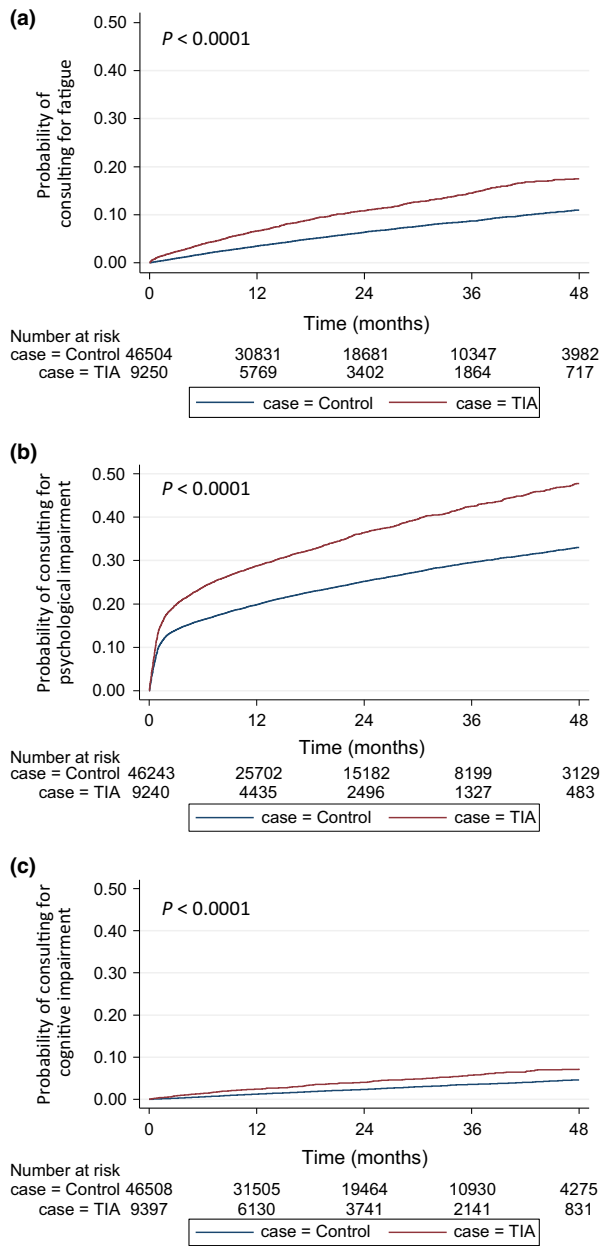 (a)
P < 0.0001
Probability of
consulting for fatigue
0.50
0.40
0.30
0.20
0.10
0.00
0 12 24 36 48
Time (months)
Number at risk
case = Control 46504 30831 18681 10347 3982
case = TIA 9250 5769 3402 1864 717
case = Control case = TIA
(b)
P < 0.0001
Probability of consulting for
psychological impairment
0.50
0.40
0.30
0.20
0.10
0.00
0 12 24 36 48
Time (months)
Number at risk
case = Control 46243 25702 15182 8199 3129
case = TIA 9240 4435 2496 1327 483
case = Control case = TIA
(c)
P < 0.0001
Probability of consulting for
cognitive impairment
0.50
0.40
0.30
0.20
0.10
0.00
0 12 24 36 48
Time (months)
Number at risk
case = Control 46508 31505 19464 10930 4275
case = TIA 9397 6130 3741 2141 831
case = Control case = TIA